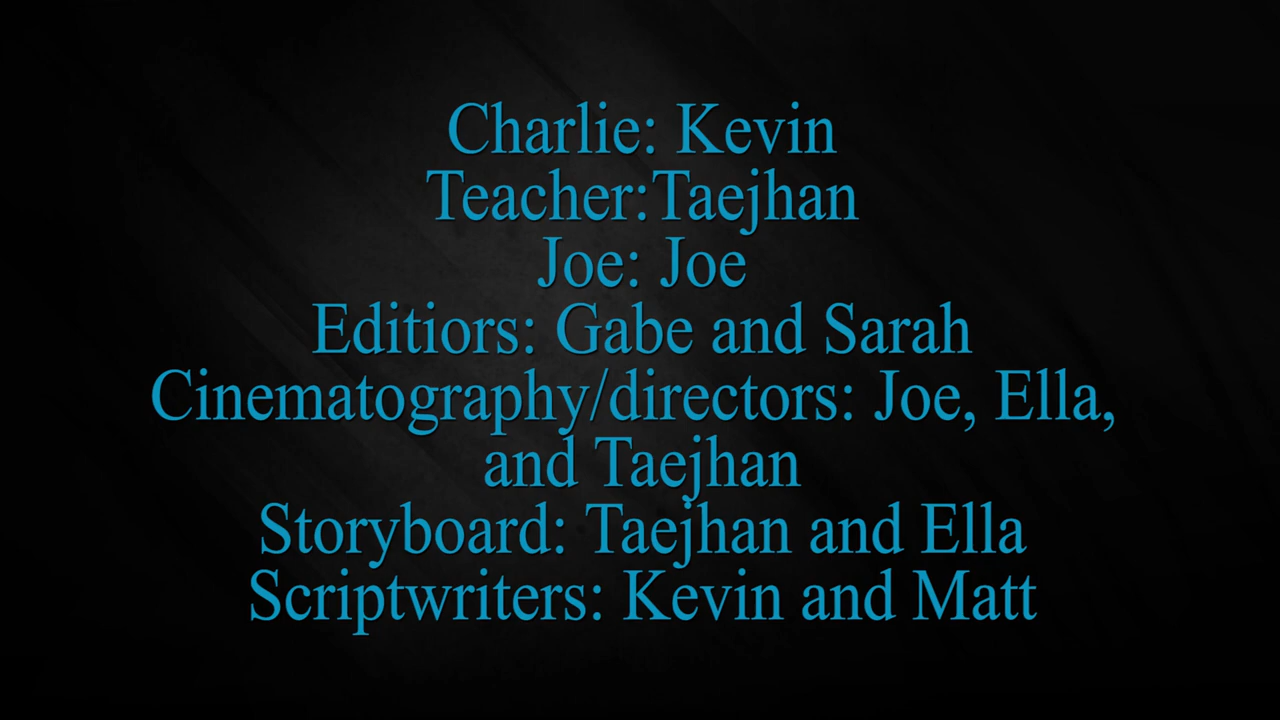 Charlie: Kevin
Teacher:Taejhan
Joe: Joe
Editiors: Gabe and Sarah
Cinematography/directors: Joe, Ella,
and Taejhan
Storyboard: Taejhan and Ella
Scriptwriters: Kevin and Matt